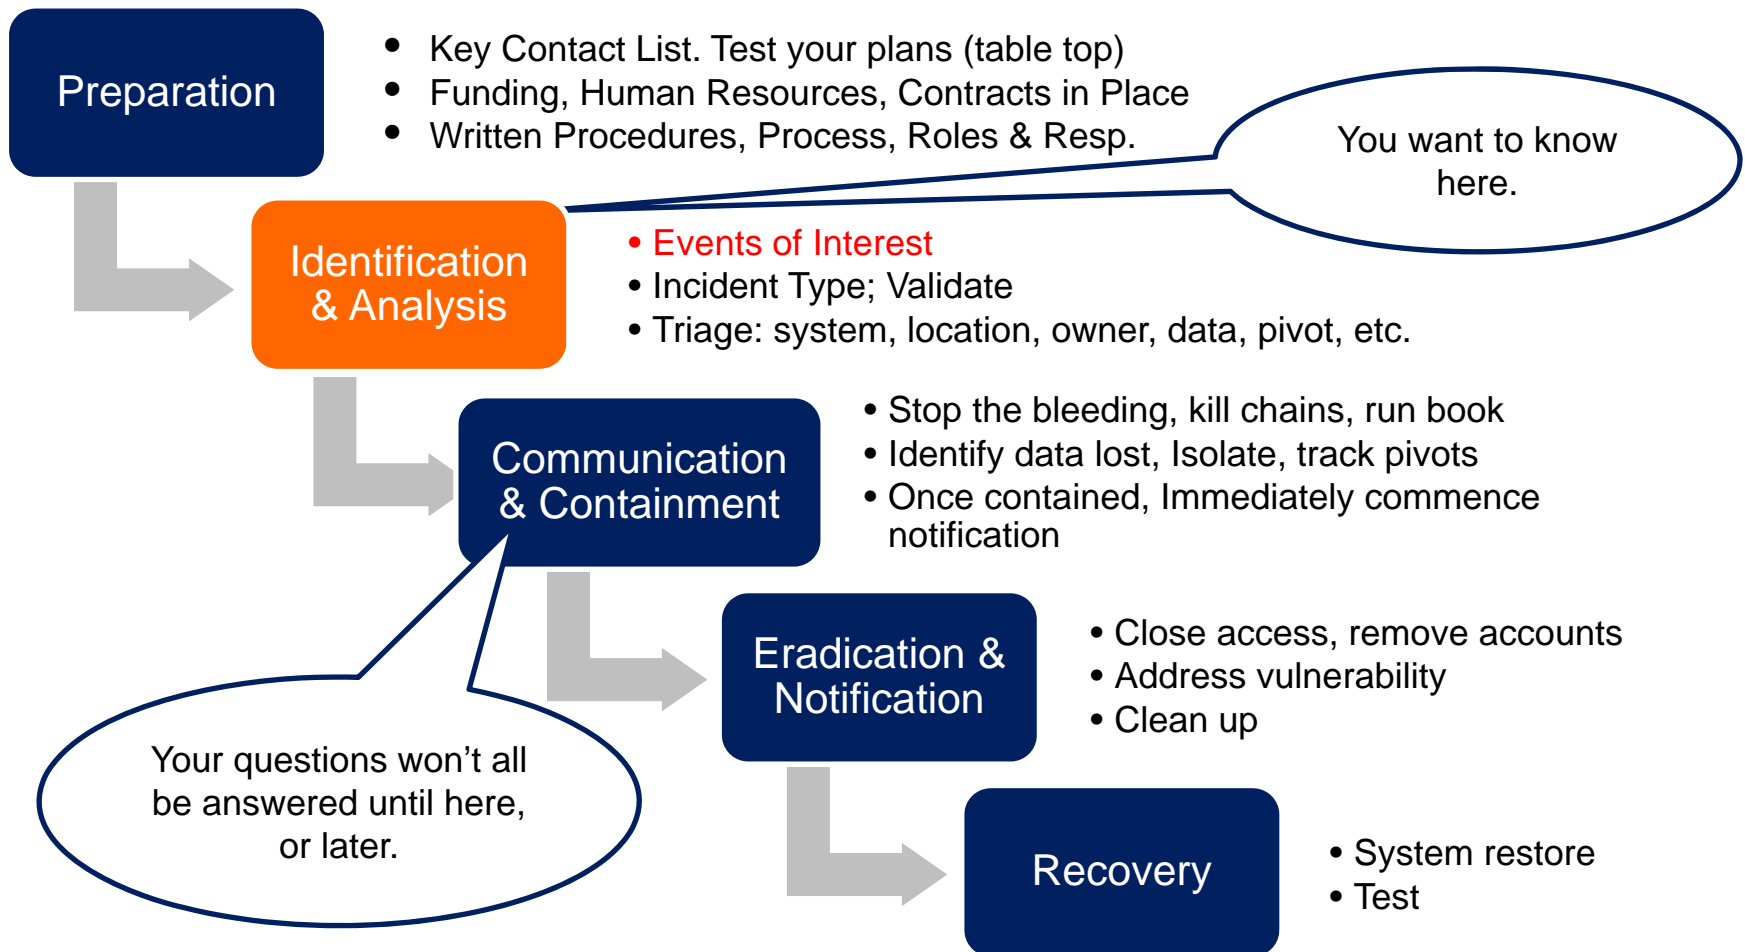 Preparation
• Key Contact List. Test your plans (table top)
• Funding, Human Resources, Contracts in Place
• Written Procedures, Process, Roles & Resp.
You want to know
here.
Identification
& Analysis
• Events of Interest
• Incident Type; Validate
• Triage: system, location, owner, data, pivot, etc.
Communication
& Containment
• Stop the bleeding, kill chains, run book
• Identify data lost, Isolate, track pivots
• Once contained, Immediately commence
notification
Your questions won’t all
be answered until here,
or later.
Eradication &
Notification
• Close access, remove accounts
• Address vulnerability
• Clean up
Recovery
• System restore
• Test